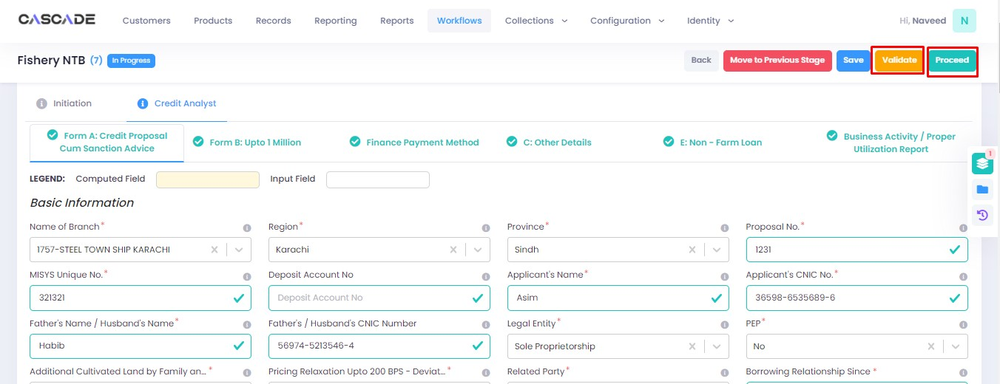 CASCADE Customers Products Records Reporting Reports Workflows Collections Configuration Identity Hi, Naveed N
Fishery NTB (7) In Progress Back Move to Previous Stage Save Validate Proceed
Initiation Credit Analyst
Form A: Credit Proposal
Cum Sanction Advice
Form B: Upto 1 Million
Finance Payment Method
C: Other Details
E: Non - Farm Loan
Business Activity / Proper
Utilization Report
1
LEGEND: Computed Field Input Field
Basic Information
Name of Branch* Region* Province* Proposal No.*
1757-STEEL TOWN SHIP KARACHI Karachi Sindh 1231
MISYS Unique No.* Deposit Account No Applicant's Name* Applicant's CNIC No.*
321321 Deposit Account No Asim 36598-6535689-6
Father's Name / Husband's Name* Father's / Husband's CNIC Number Legal Entity* PEP*
Habib 56974-5213546-4 Sole Proprietorship No
Additional Cultivated Land by Family an...* Pricing Relaxation Upto 200 BPS - Deviat...* Related Party* Borrowing Relationship Since *